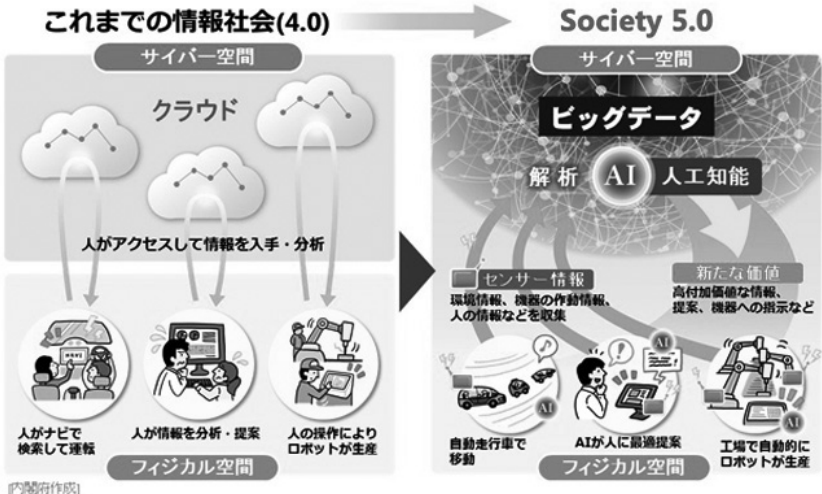 これまでの情報社会(4.0)
Society 5.0
サイバー空間
クラウド
人がアクセスして情報を入手・分析
人がナビで
検索して運転
人が情報を分析・提案
人の操作により
ロボットが生産
フィジカル空間
サイバー空間
ビッグデータ
解析 AI 人工知能
センサー情報
環境情報、機器の作動情報、
人の情報などを収集
新たな価値
高付加価値な情報、
提案、機器への指示など
AI
AI
AI
自動走行車で
移動
AIが人に最適提案
工場で自動的に
ロボットが生産
フィジカル空間
[内閣府作成]